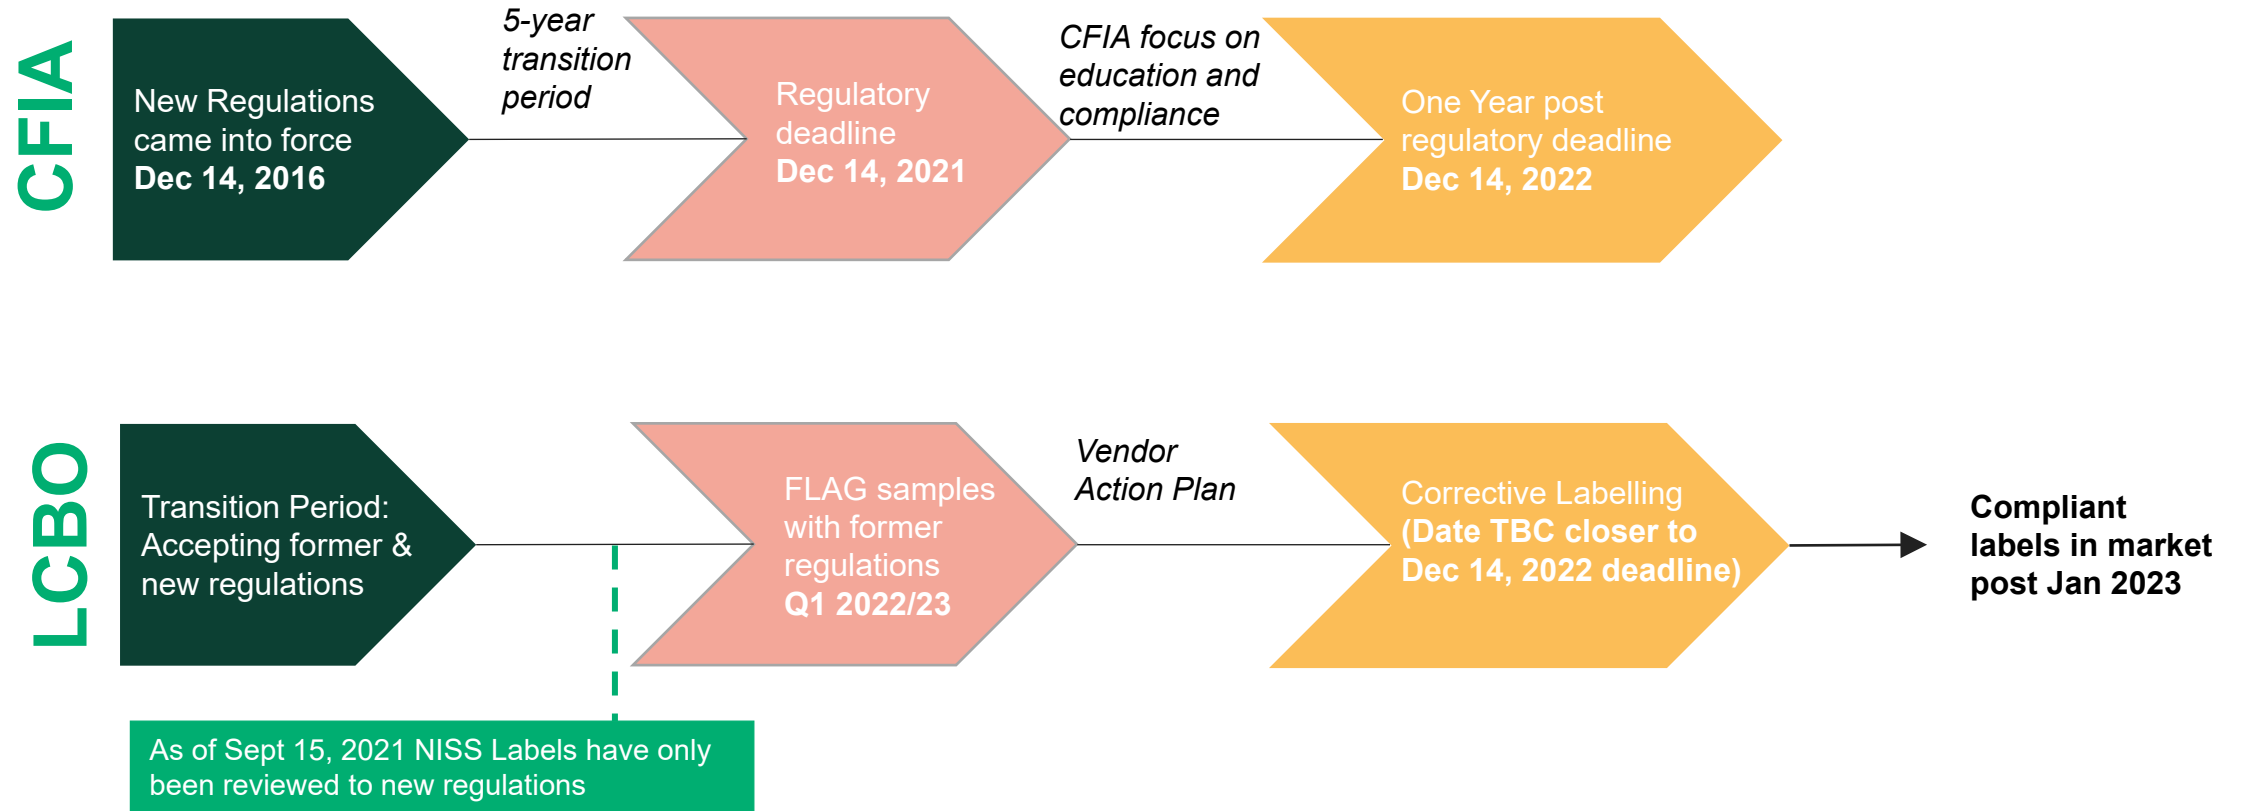 CFIA
New Regulations
came into force
Dec 14, 2016
5-year
transition
period
Regulatory
deadline
Dec 14, 2021
CFIA focus on
education and
compliance
One Year post
regulatory deadline
Dec 14, 2022
LCBO
Transition Period:
Accepting former &
new regulations
As of Sept 15, 2021 NISS Labels have only
been reviewed to new regulations
FLAG samples
with former
regulations
Q1 2022/23
Vendor
Action Plan
Corrective Labelling
(Date TBC closer to
Dec 14, 2022 deadline)
Compliant
labels in market
post Jan 2023